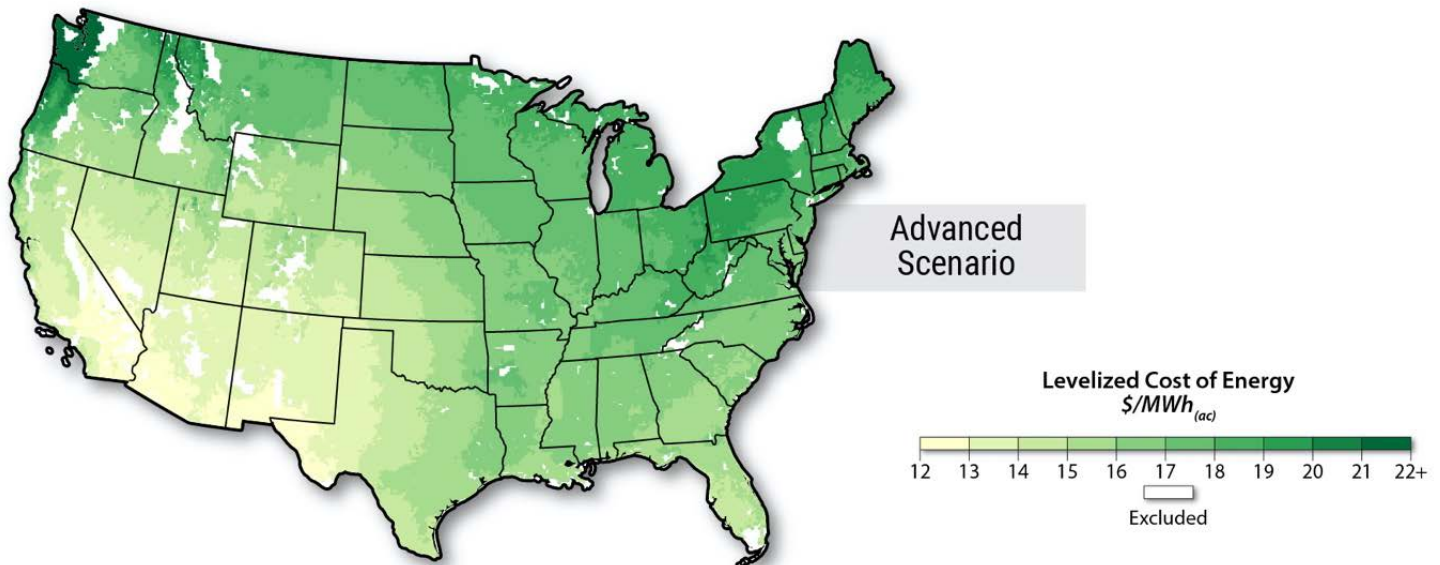 Advanced
Scenario
Levelized Cost of Energy
$/MWh(ac)
12 13 14 15 16 17 18 19 20 21 22+
Excluded